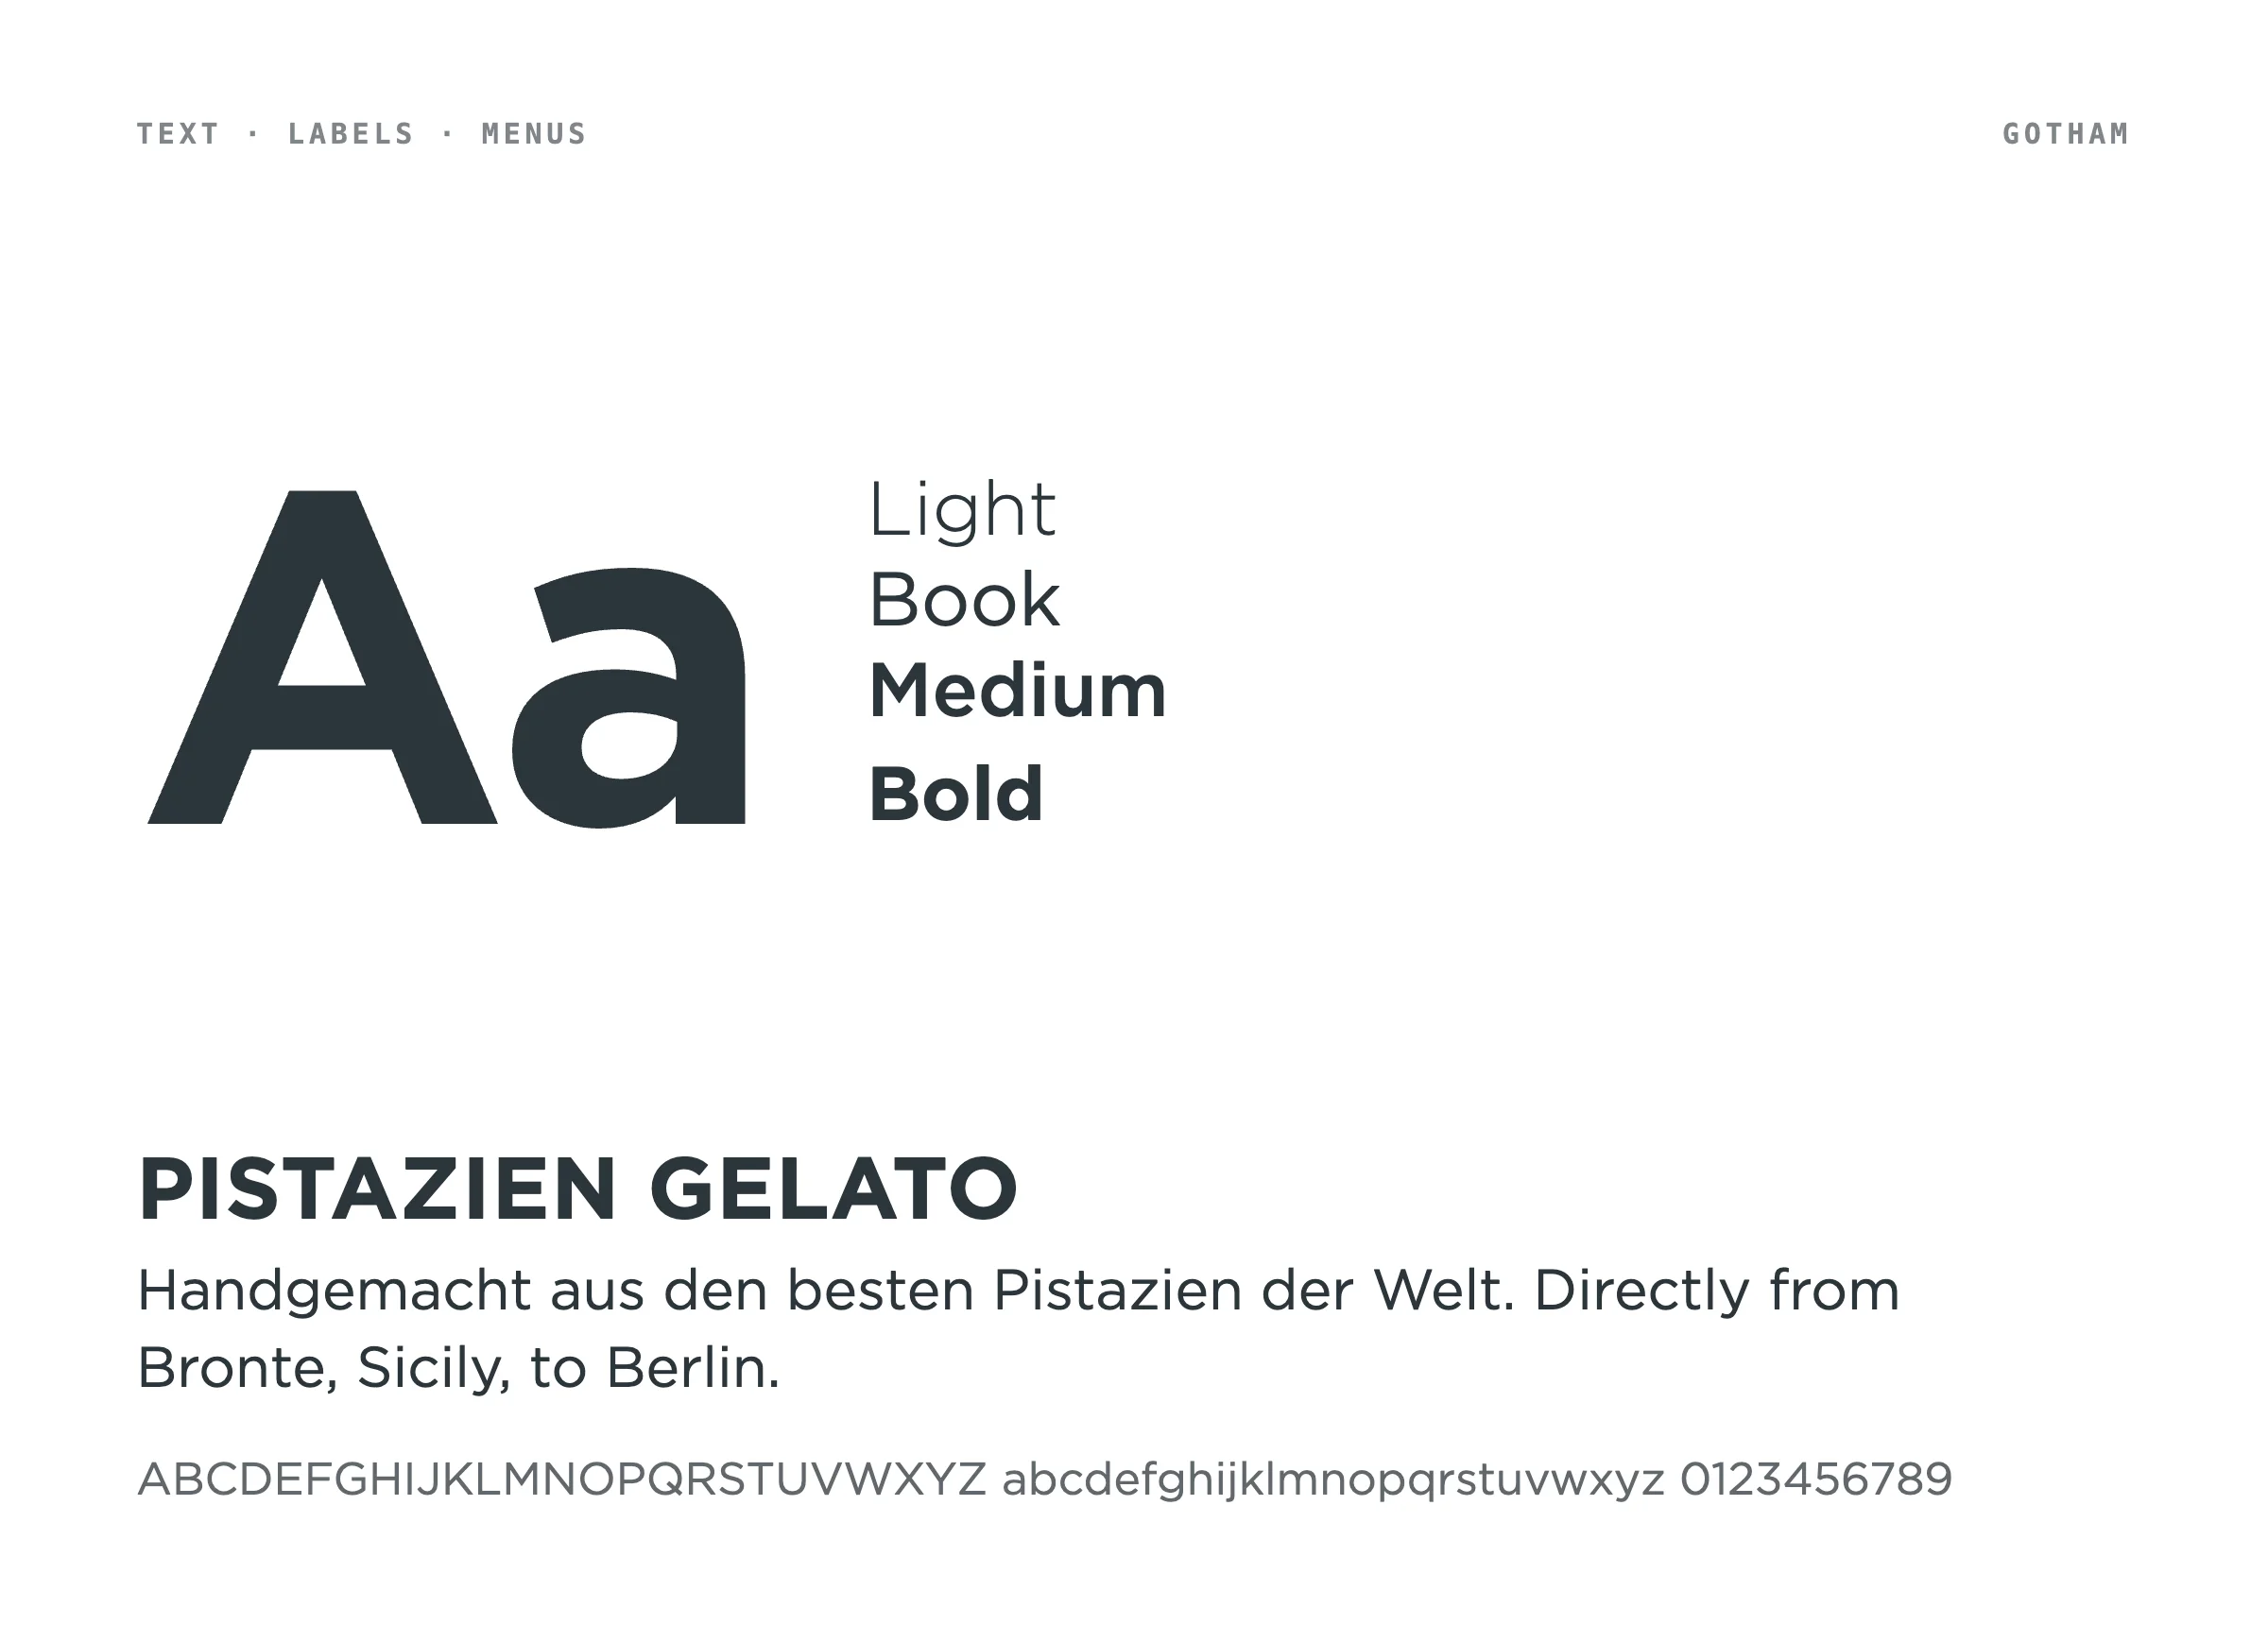 TEXT · LABELS · MENUS
GOTHAM
Aa
Light
Book
Medium
Bold
PISTAZIEN GELATO
Handgemacht aus den besten Pistazien der Welt. Directly from
Bronte, Sicily, to Berlin.
ABCDEFGHIJKLMNOPQRSTUVWXYZ abcdefghijklmnopqrstuvwxyz 0123456789